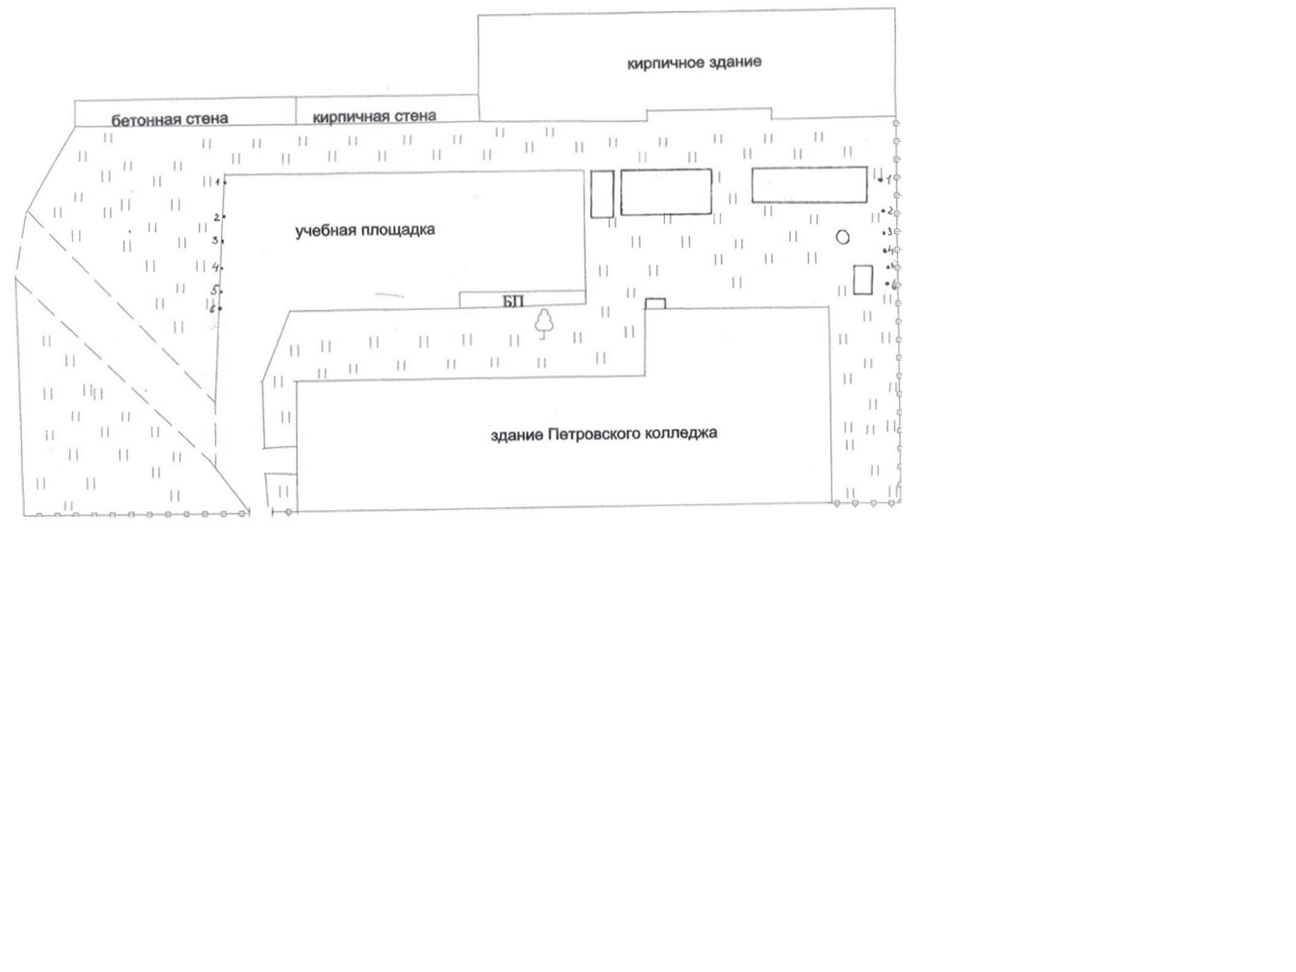 кирпичное здание
бетонная стена
кирпичная стена
1
1
2
2
учебная площадка
3
3
4
4
5
5
6
6
БП
здание Петровского колледжа